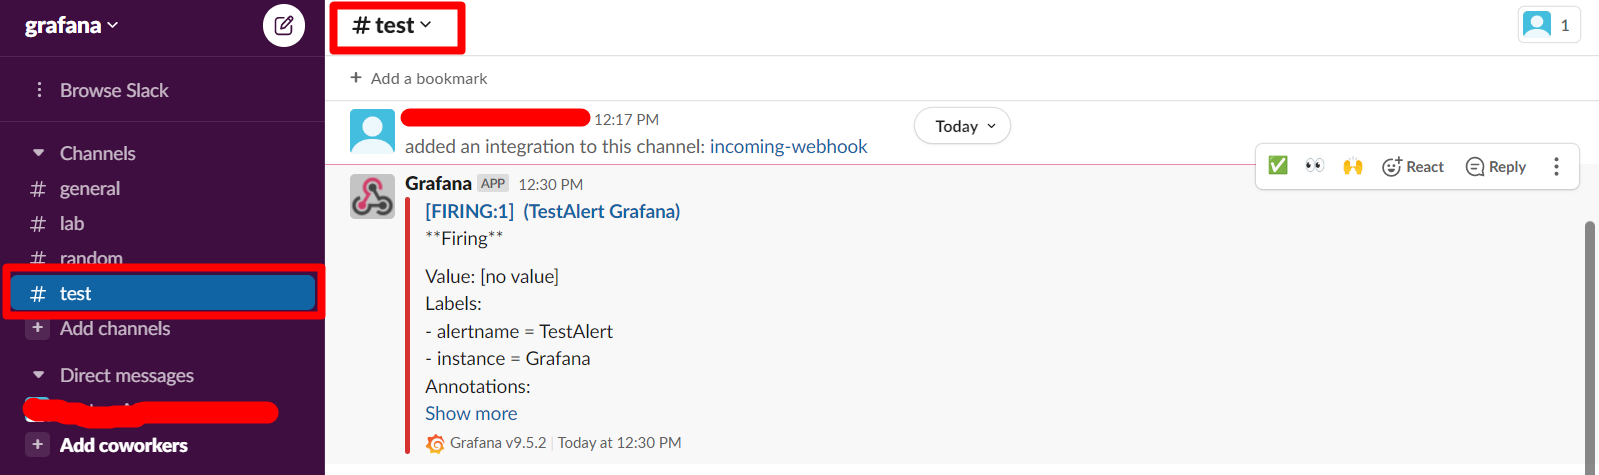 grafana
Browse Slack
Channels
# general
# lab
# random
# test
+ Add channels
Direct messages
+ Add coworkers
# test
1
+ Add a bookmark
12:17 PM
Today
added an integration to this channel: incoming-webhook
React
Reply
Grafana APP 12:30 PM
[FIRING:1] (TestAlert Grafana)
**Firing**
Value: [no value]
Labels:
- alertname = TestAlert
- instance = Grafana
Annotations:
Show more
Grafana v9.5.2 | Today at 12:30 PM